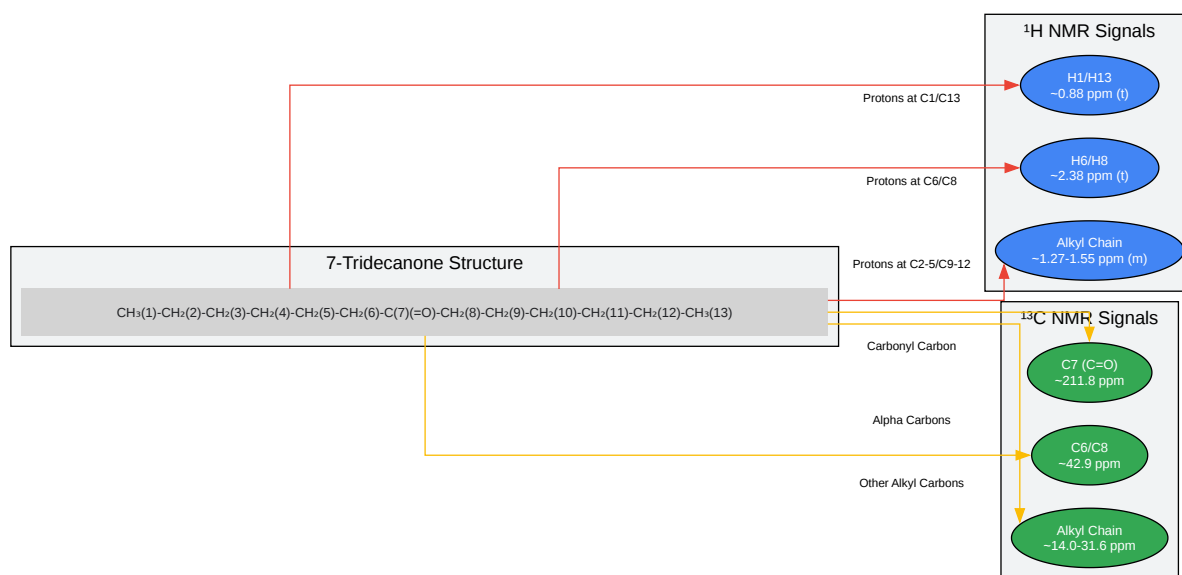 ¹H NMR Signals
H1/H13
~0.88 ppm (t)
Protons at C1/C13
H6/H8
~2.38 ppm (t)
Protons at C6/C8
Alkyl Chain
~1.27-1.55 ppm (m)
Protons at C2-5/C9-12
7-Tridecanone Structure
CH₃(1)-CH₂(2)-CH₂(3)-CH₂(4)-CH₂(5)-CH₂(6)-C(7)(=O)-CH₂(8)-CH₂(9)-CH₂(10)-CH₂(11)-CH₂(12)-CH₃(13)
¹³C NMR Signals
Carbonyl Carbon
C7 (C=O)
~211.8 ppm
Alpha Carbons
C6/C8
~42.9 ppm
Other Alkyl Carbons
Alkyl Chain
~14.0-31.6 ppm